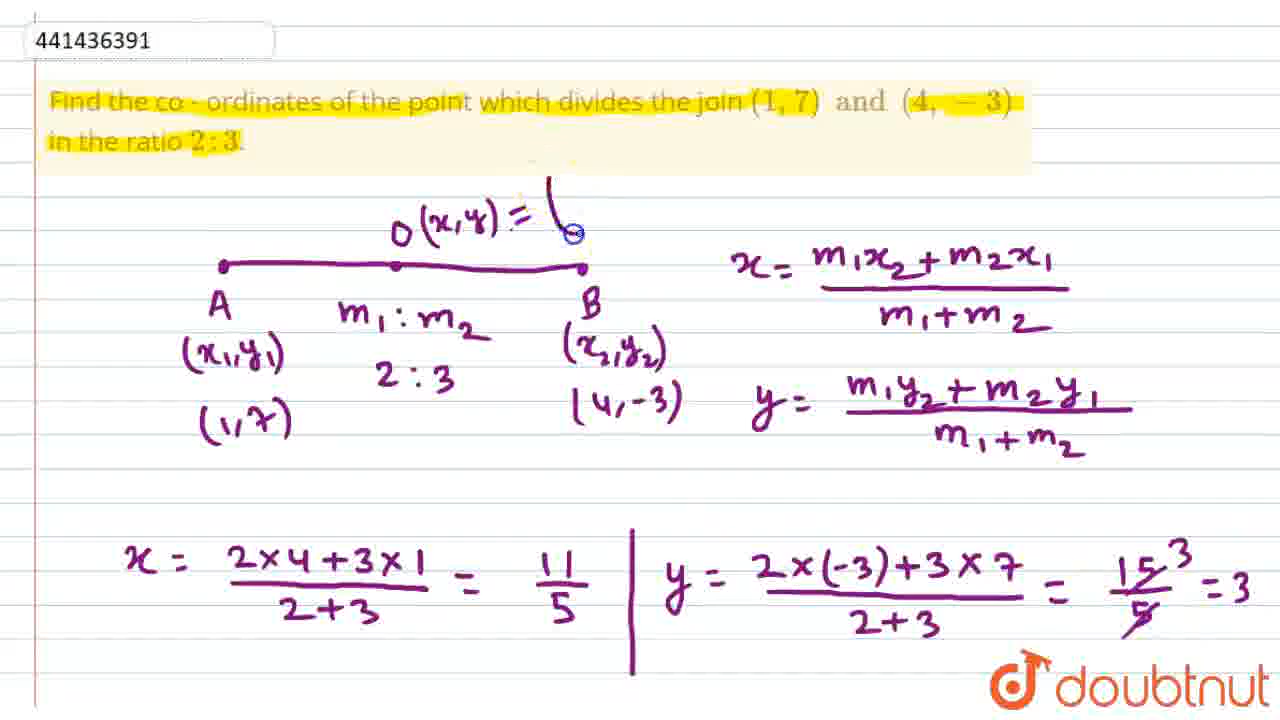 441436391
Find the co - ordinates of the point which divides the join (1, 7) and (4, -3)
in the ratio 2 : 3.
O (x, y) = (
A B
m₁ : m₂
(x₁, y₁) (x₂, y₂)
2 : 3
(1, 7) (4, -3)
x = (m₁x₂ + m₂x₁) / (m₁ + m₂)
y = (m₁y₂ + m₂y₁) / (m₁ + m₂)
x = (2×4 + 3×1) / (2+3) = 11/5
y = (2×(-3) + 3×7) / (2+3) = 15/5 3 = 3
doubtnut